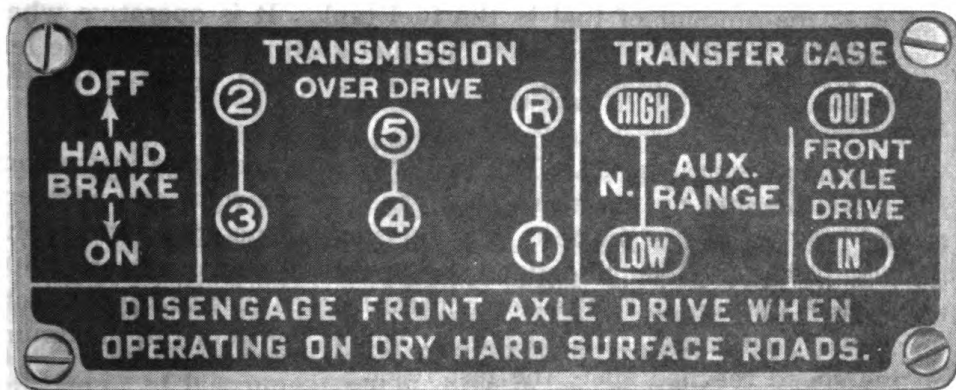 OFF
HAND
BRAKE
ON
TRANSMISSION
OVER DRIVE
2
5
R
3
4
1
TRANSFER CASE
HIGH
OUT
N.
AUX.
RANGE
FRONT
AXLE
DRIVE
LOW
IN
DISENGAGE FRONT AXLE DRIVE WHEN
OPERATING ON DRY HARD SURFACE ROADS.